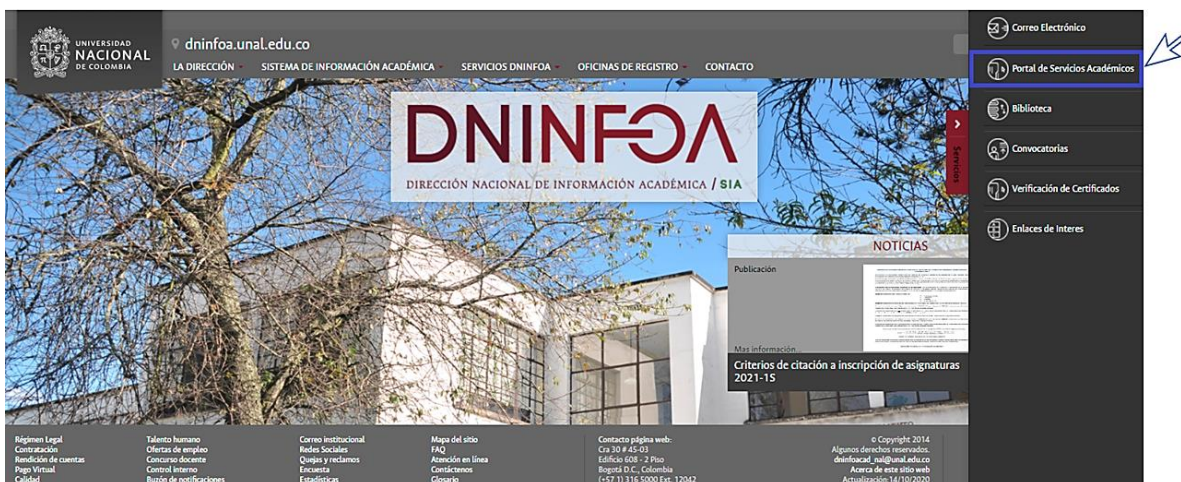 UNIVERSIDAD
NACIONAL
DE COLOMBIA
dninfoa.unal.edu.co
LA DIRECCIÓN
SISTEMA DE INFORMACIÓN ACADÉMICA
SERVICIOS DNINFOA
OFICINAS DE REGISTRO
CONTACTO
Correo Electrónico
Portal de Servicios Académicos
Biblioteca
Convocatorias
Verificación de Certificados
Enlaces de Interes
Servicios
DNINFOA
DIRECCIÓN NACIONAL DE INFORMACIÓN ACADÉMICA / SIA
NOTICIAS
Publicación
Mas información...
Criterios de citación a inscripción de asignaturas
2021-1S
Régimen Legal
Contratación
Rendición de cuentas
Pago Virtual
Calidad
Talento humano
Ofertas de empleo
Concurso docente
Control interno
Buzón de notificaciones
Correo institucional
Redes Sociales
Quejas y reclamos
Encuesta
Estadísticas
Mapa del sitio
FAQ
Atención en línea
Contáctenos
Glosario
Contacto página web:
Cra 30 # 45-03
Edificio 608 - 2 Piso
Bogotá D.C., Colombia
(+57 1) 316 5000 Ext. 12042
© Copyright 2014
Algunos derechos reservados.
dninfoacad_nal@unal.edu.co
Acerca de este sitio web
Actualización:14/10/2020